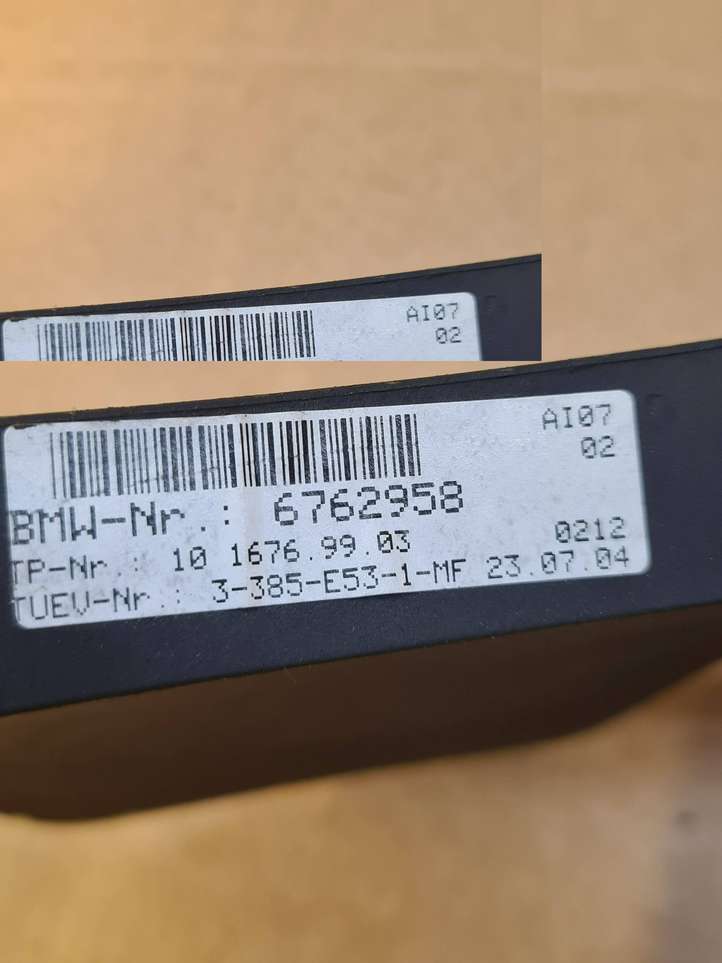 AI07
02
AI07
02
BMW-Nr.: 6762958
TP-Nr.: 10 1676.99.03 0212
TUEV-Nr.: 3-385-E53-1-MF 23.07.04